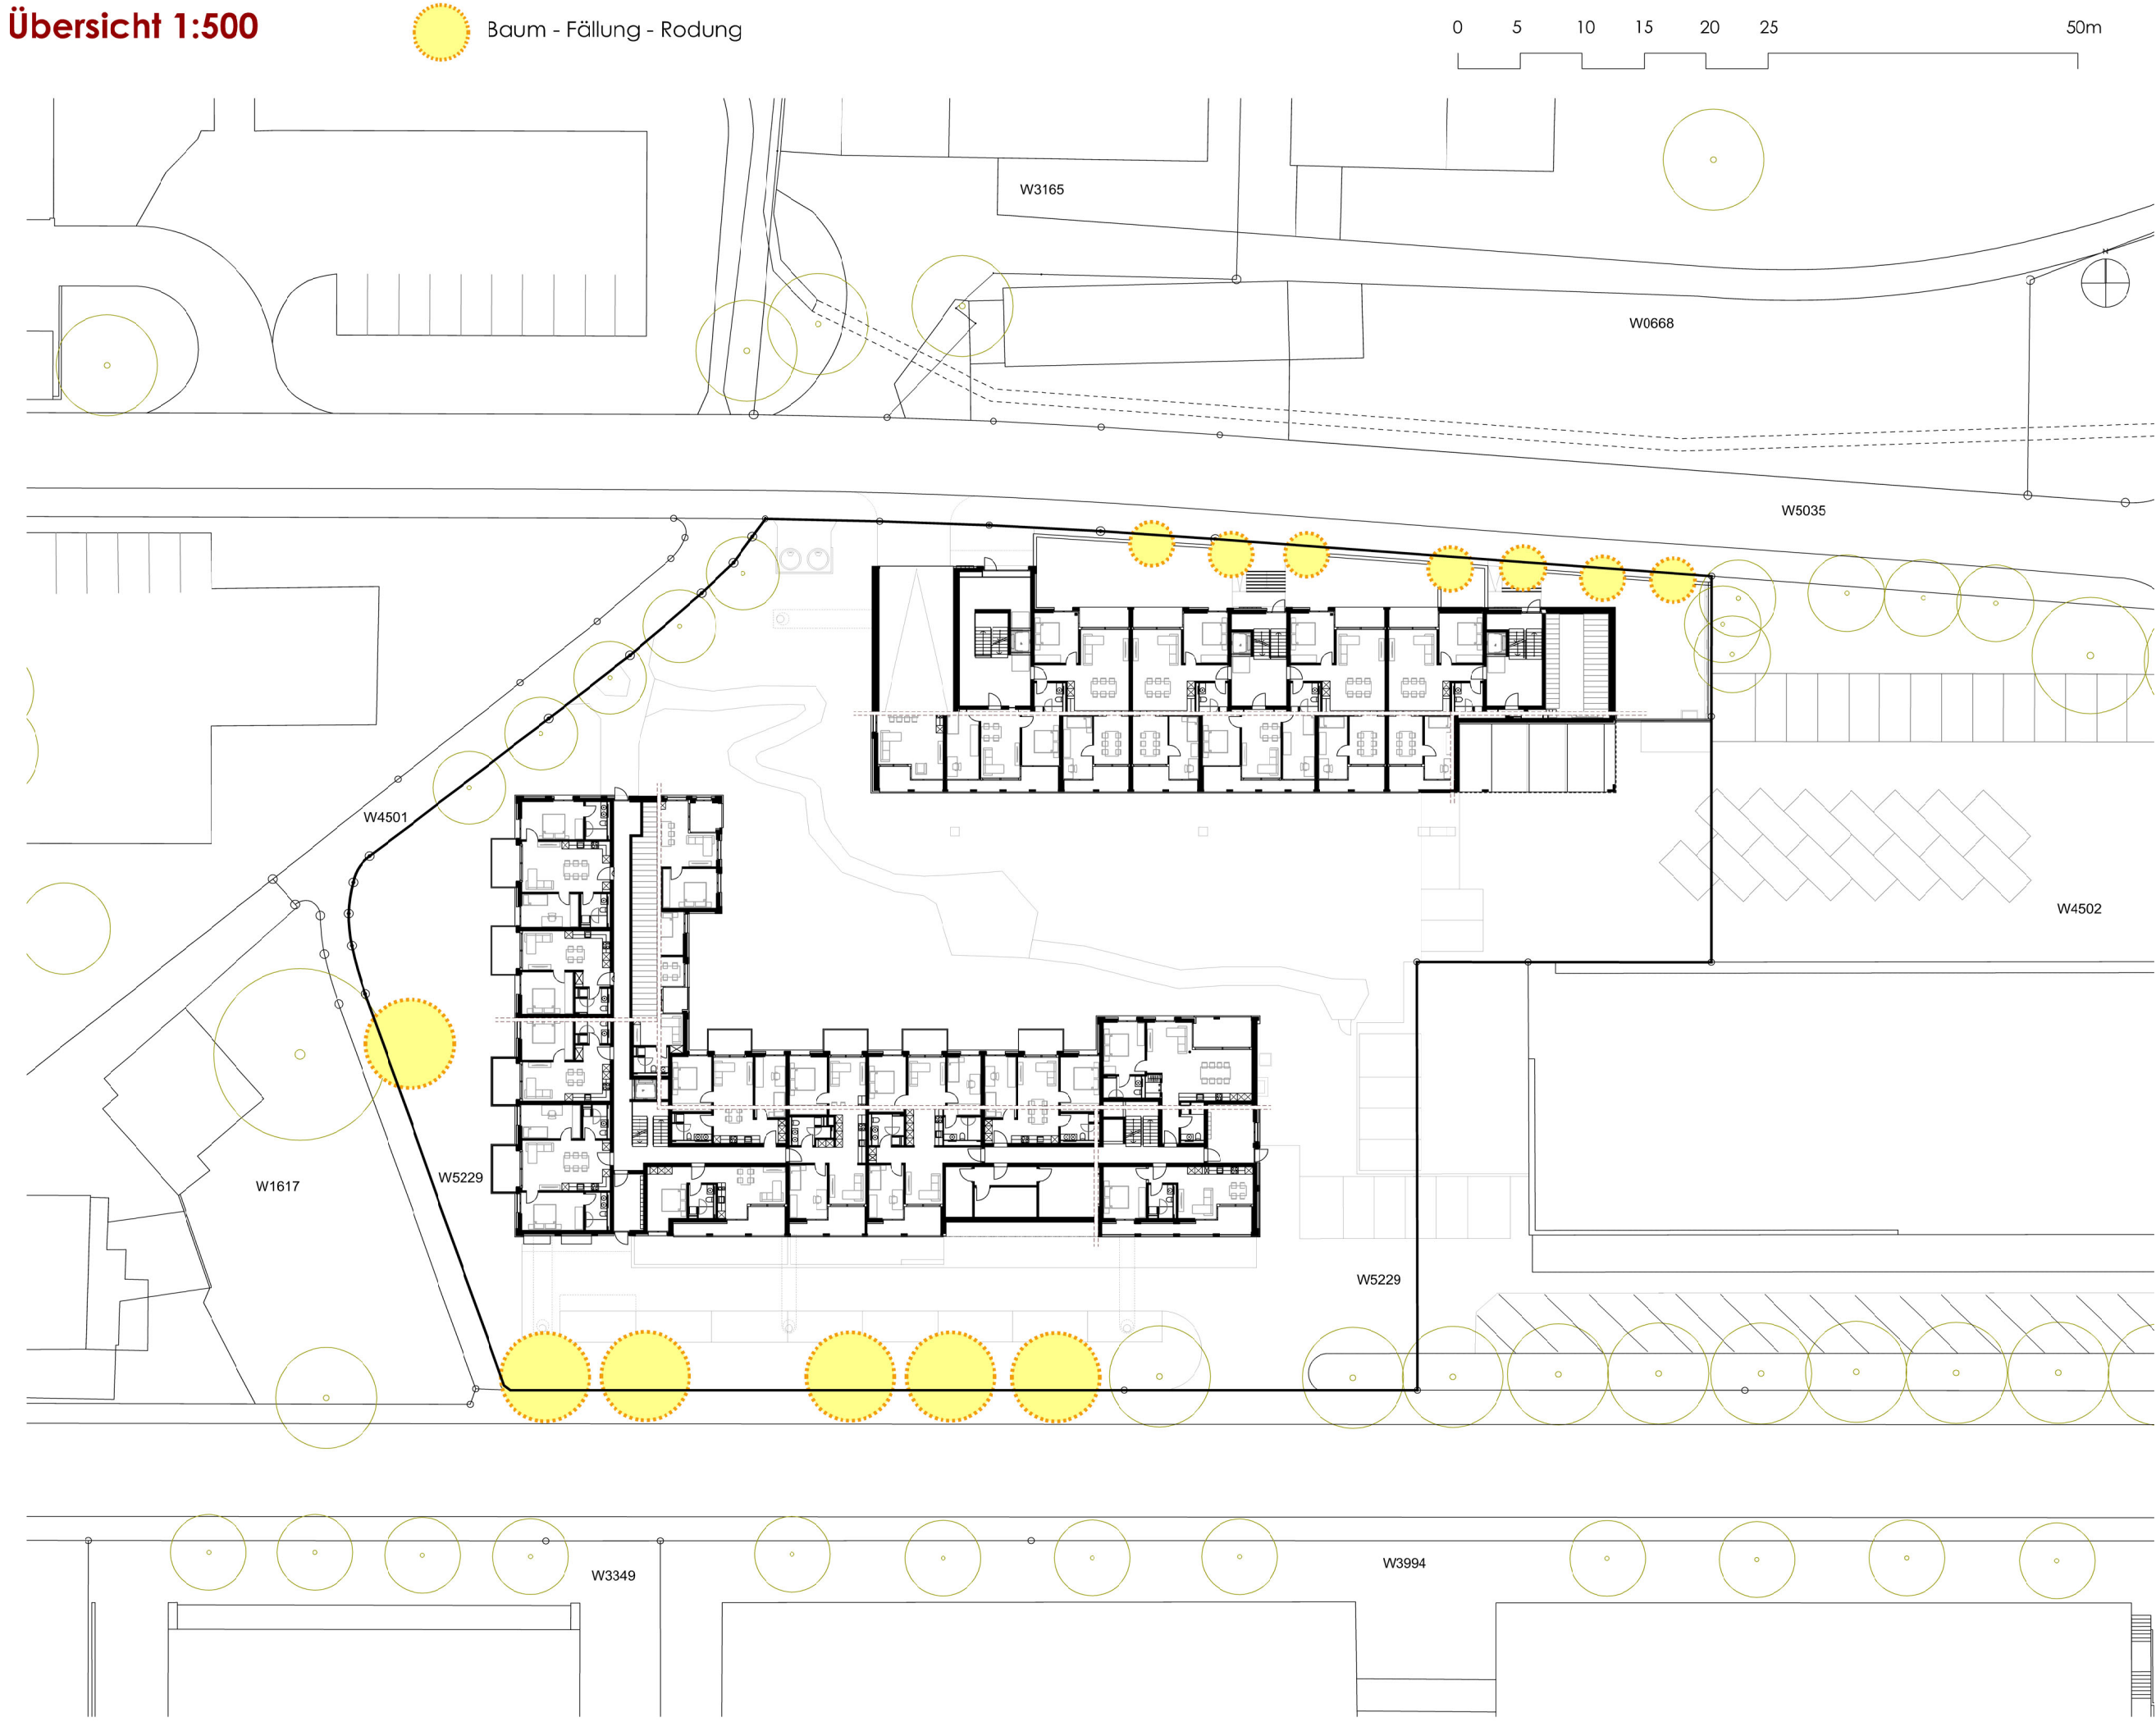 Übersicht 1:500
Baum - Fällung - Rodung
0 5 10 15 20 25 50m
W3165
N
W0668
W5035
W4501
W4502
W5229
W1617
W5229
W3994
W3349